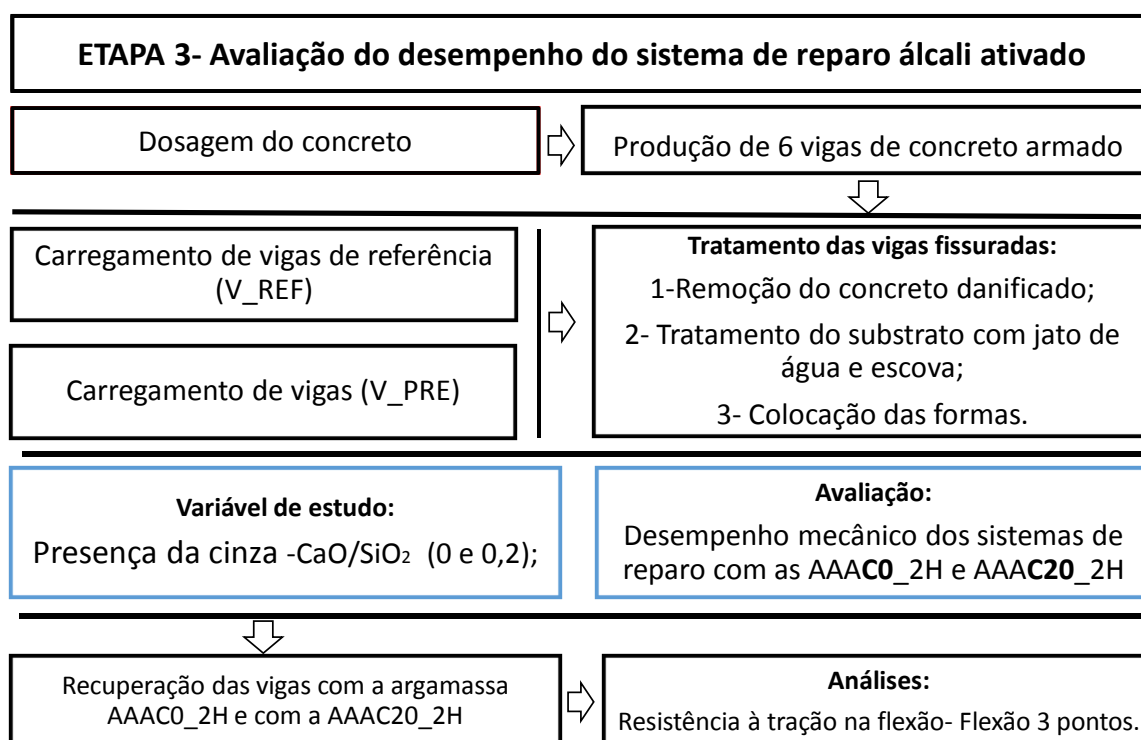 ETAPA 3- Avaliação do desempenho do sistema de reparo álcali ativado
Dosagem do concreto
Produção de 6 vigas de concreto armado
Carregamento de vigas de referência
(V_REF)
Carregamento de vigas (V_PRE)
Tratamento das vigas fissuradas:
1-Remoção do concreto danificado;
2- Tratamento do substrato com jato de
água e escova;
3- Colocação das formas.
Variável de estudo:
Presença da cinza -CaO/SiO₂ (0 e 0,2);
Avaliação:
Desempenho mecânico dos sistemas de
reparo com as AAAC0_2H e AAAC20_2H
Recuperação das vigas com a argamassa
AAAC0_2H e com a AAAC20_2H
Análises:
Resistência à tração na flexão- Flexão 3 pontos.